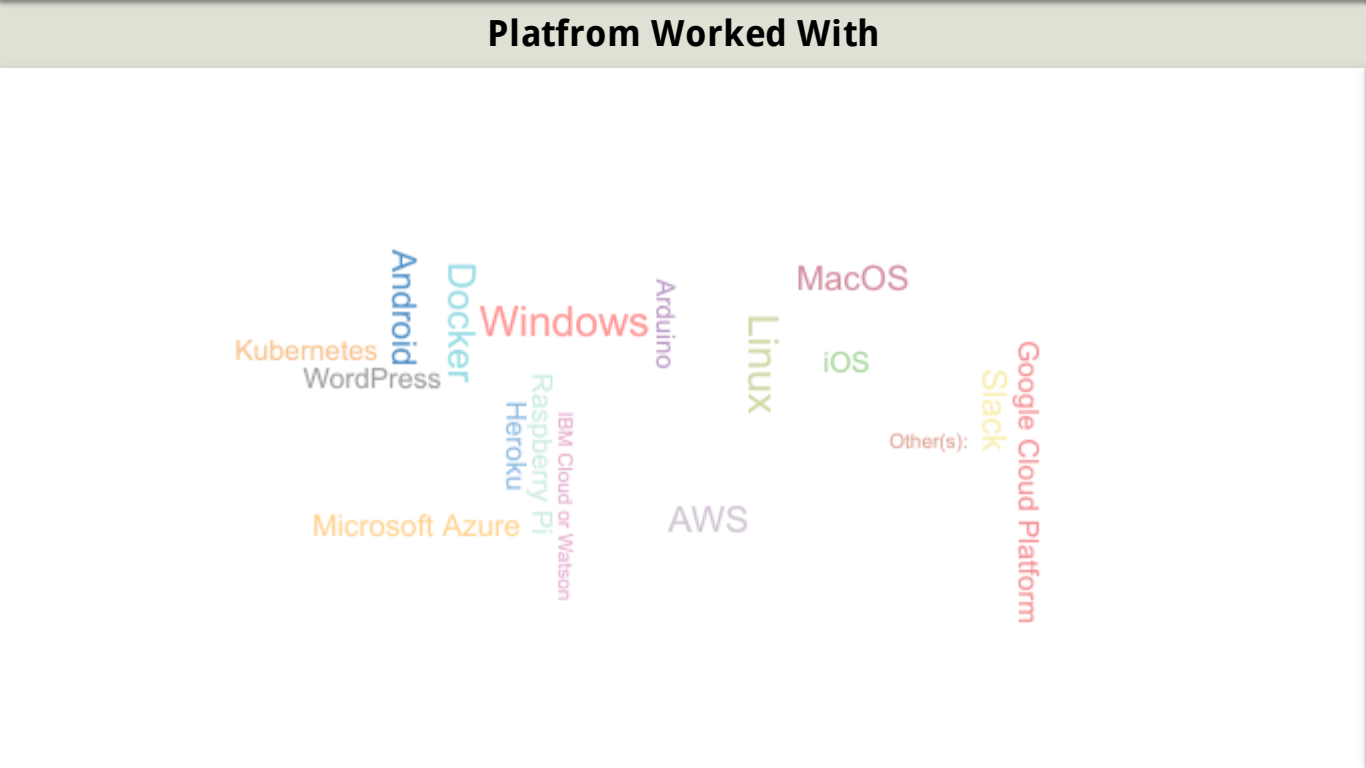 Platfrom Worked With
Android
Docker
Windows
Arduino
MacOS
Linux
Kubernetes
iOS
WordPress
Google Cloud Platform
Slack
Raspberry Pi
Heroku
IBM Cloud or Watson
Other(s):
Microsoft Azure
AWS